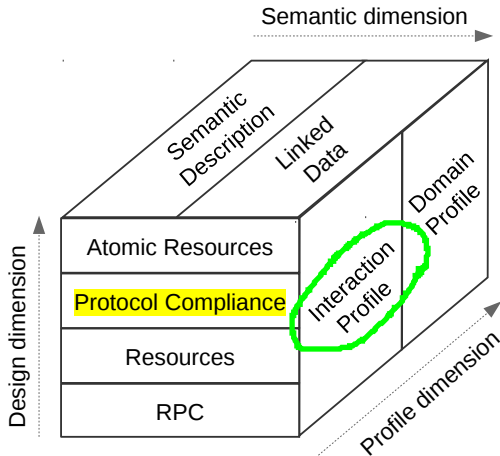 Semantic dimension
Semantic
Description
Linked
Data
Domain
Profile
Interaction
Profile
Atomic Resources
Protocol Compliance
Resources
RPC
Design dimension
Profile dimension